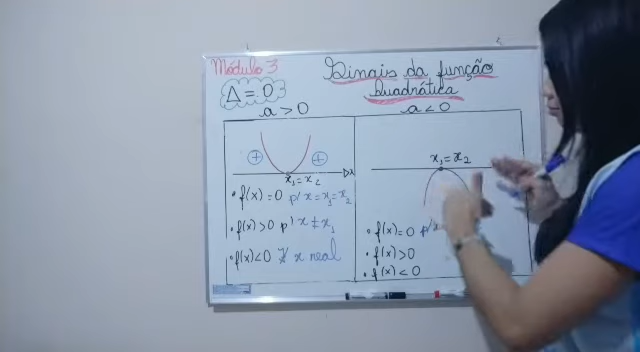 Módulo 3
Sinais da função
Quadrática
Δ = 0
a > 0
a < 0
+ +
x₁ = x₂
x
• f(x) = 0 p/ x = x₁ = x₂
• f(x) > 0 p/ x ≠ x₁
• f(x) < 0 ∄ x real
x₁ = x₂
• f(x) = 0 p/ x
• f(x) > 0
• f(x) < 0